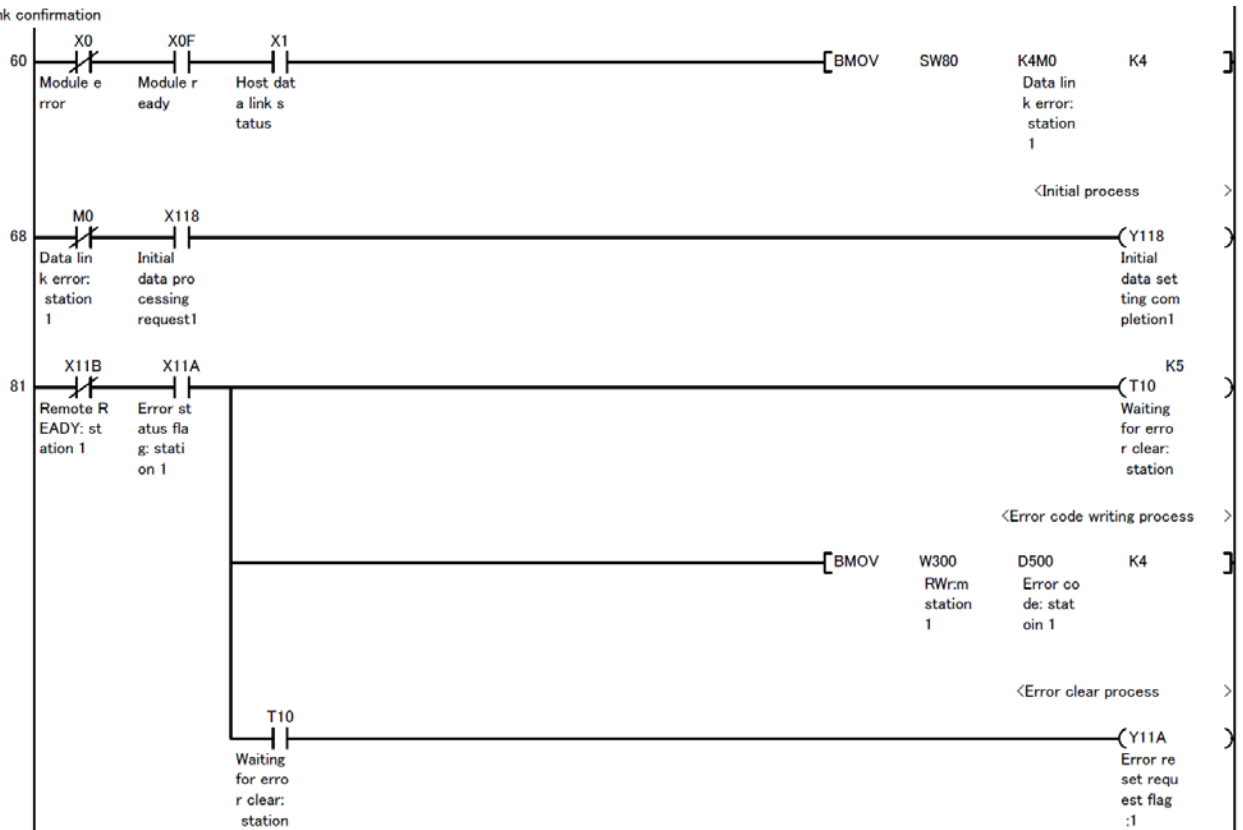 nk confirmation
X0 X0F X1
60 BMOV SW80 K4M0 K4
Module e Module r Host dat Data lin
rror eady a link s k error:
tatus station
1
<Initial process >
M0 X118
68 Y118
Data lin Initial Initial
k error: data pro data set
station cessing ting com
1 request1 pletion1
X11B X11A K5
81 T10
Remote R Error st Waiting
EADY: st atus fla for erro
ation 1 g: stati r clear:
on 1 station
<Error code writing process >
BMOV W300 D500 K4
RWr:m Error co
station de: stat
1 oin 1
<Error clear process >
T10
Y11A
Waiting Error re
for erro set requ
r clear: est flag
station :1